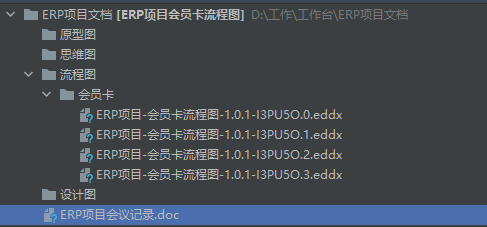 ERP项目文档 [ERP项目会员卡流程图] D:\工作\工作台\ERP项目文档
原型图
思维图
流程图
会员卡
ERP项目-会员卡流程图-1.0.1-I3PU5O.0.eddx
ERP项目-会员卡流程图-1.0.1-I3PU5O.1.eddx
ERP项目-会员卡流程图-1.0.1-I3PU5O.2.eddx
ERP项目-会员卡流程图-1.0.1-I3PU5O.3.eddx
设计图
ERP项目会议记录.doc